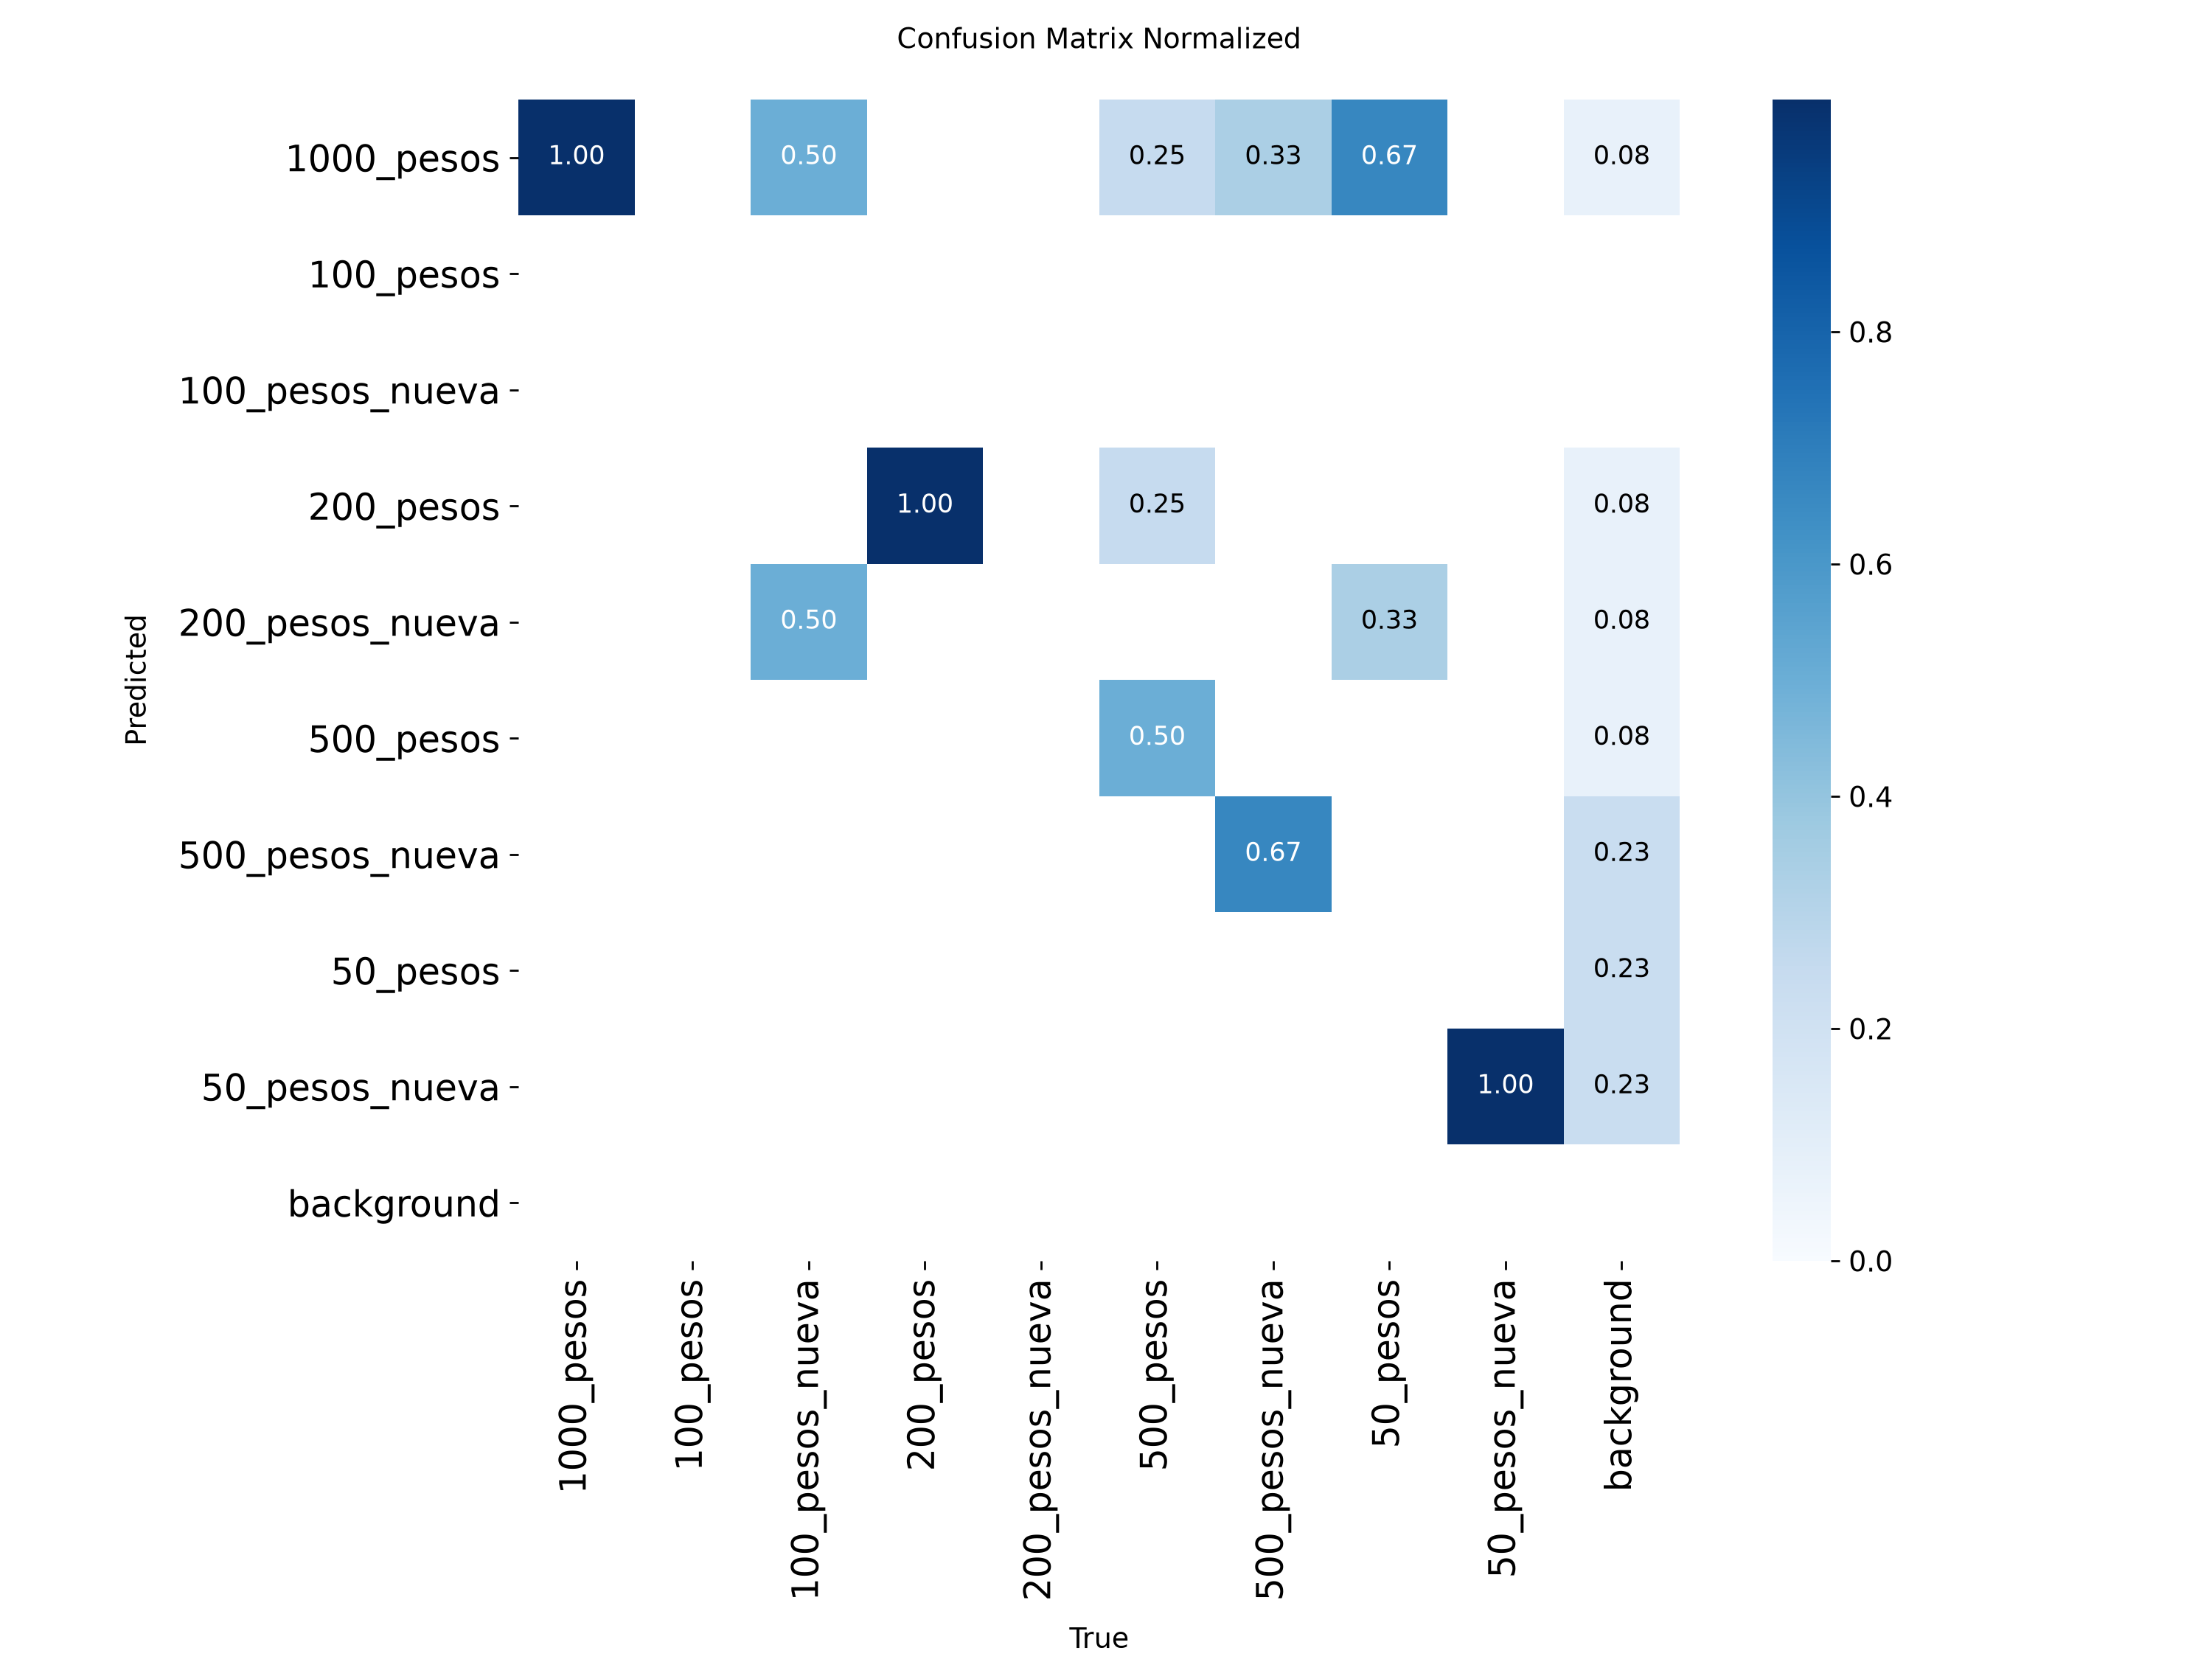 Confusion Matrix Normalized
1000_pesos 1.00 0.50 0.25 0.33 0.67 0.08
100_pesos
100_pesos_nueva
200_pesos 1.00 0.25 0.08
200_pesos_nueva 0.50 0.33 0.08
500_pesos 0.50 0.08
500_pesos_nueva 0.67 0.23
50_pesos 0.23
50_pesos_nueva 1.00 0.23
background
Predicted
1000_pesos
100_pesos
100_pesos_nueva
200_pesos
200_pesos_nueva
500_pesos
500_pesos_nueva
50_pesos
50_pesos_nueva
background
True
0.8
0.6
0.4
0.2
0.0